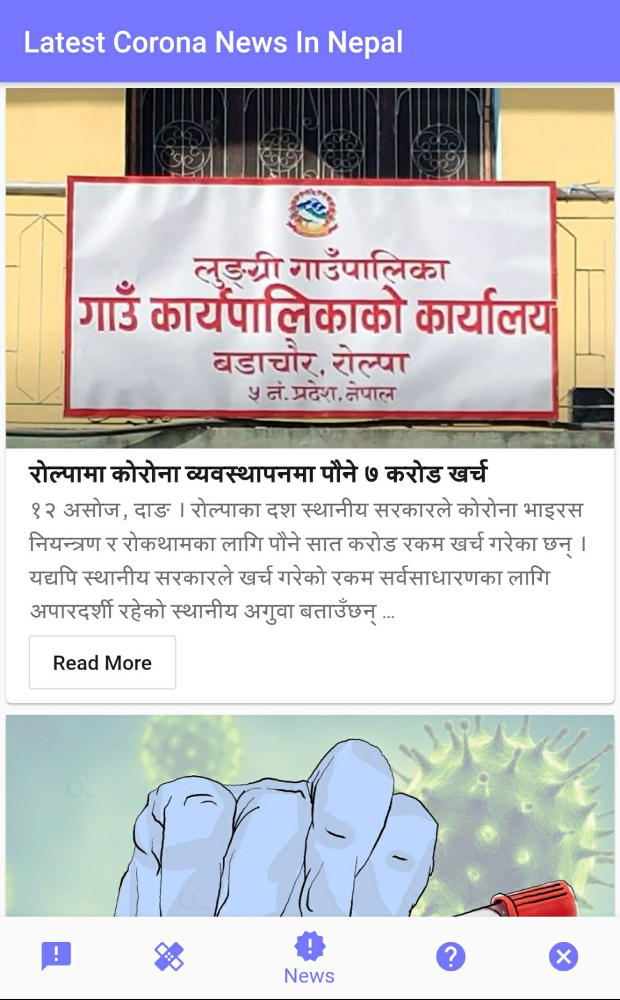 Latest Corona News In Nepal
लुङग्री गाउँपालिका
गाउँ कार्यपालिकाको कार्यालय
बडाचौर, रोल्पा
५ नं. प्रदेश, नेपाल
रोल्पामा कोरोना व्यवस्थापनमा पौने ७ करोड खर्च
१२ असोज, दाङ । रोल्पाका दश स्थानीय सरकारले कोरोना भाइरस
नियन्त्रण र रोकथामका लागि पौने सात करोड रकम खर्च गरेका छन् ।
यद्यपि स्थानीय सरकारले खर्च गरेको रकम सर्वसाधारणका लागि
अपारदर्शी रहेको स्थानीय अगुवा बताउँछन् ...
Read More
News